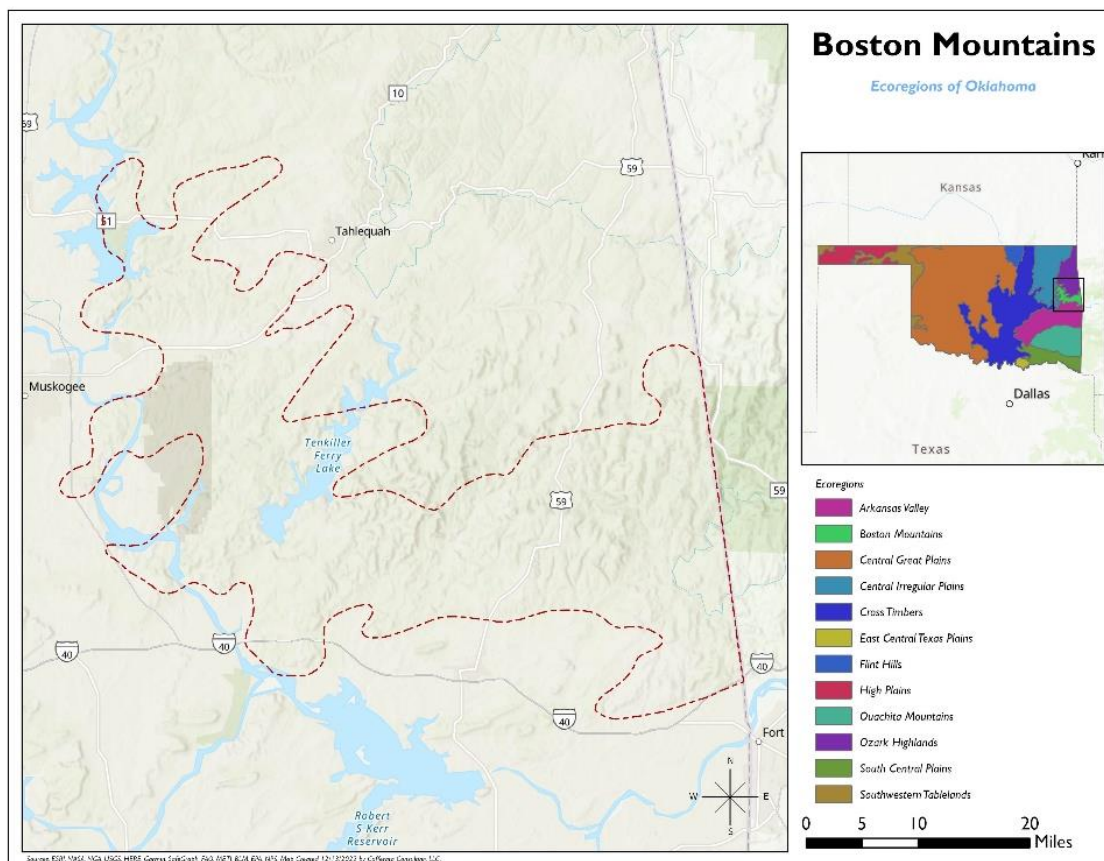 Boston Mountains
Ecoregions of Oklahoma
10
59
59
51
Tahlequah
Muskogee
Tenkiller
Ferry
Lake
59
59
40
40
40
40
Fort
Robert
S Kerr
Reservoir
N
W
E
S
Kansas
Dallas
Texas
Ecoregions
Arkansas Valley
Boston Mountains
Central Great Plains
Central Irregular Plains
Cross Timbers
East Central Texas Plains
Flint Hills
High Plains
Ouachita Mountains
Ozark Highlands
South Central Plains
Southwestern Tablelands
0
10
20
Miles